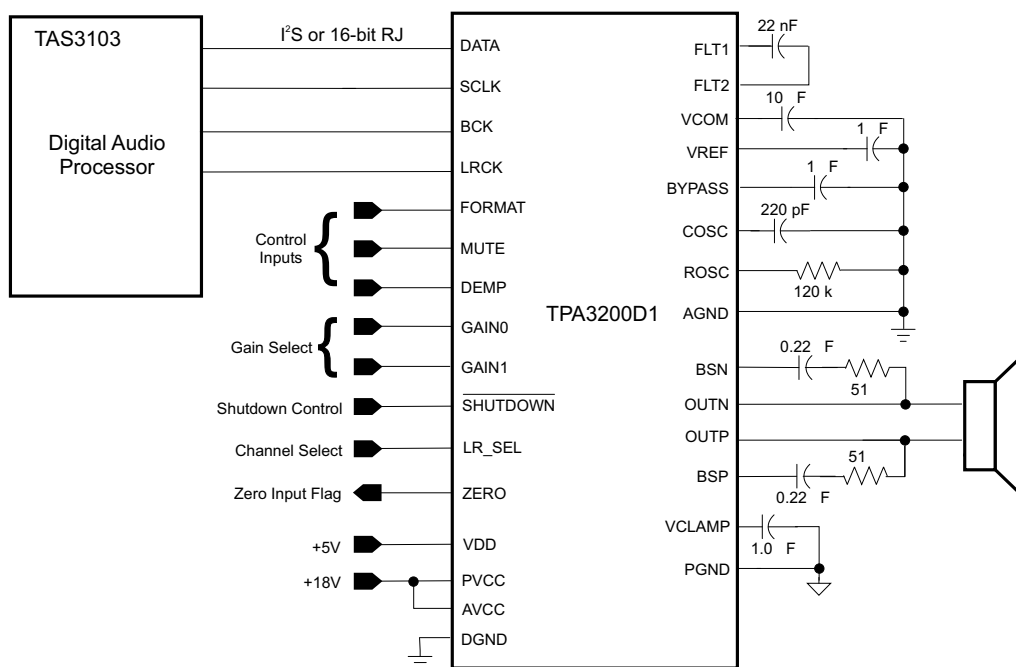 TAS3103
Digital Audio
Processor
I²S or 16-bit RJ
Control
Inputs
Gain Select
Shutdown Control
Channel Select
Zero Input Flag
+5V
+18V
DATA
SCLK
BCK
LRCK
FORMAT
MUTE
DEMP
GAIN0
GAIN1
SHUTDOWN
LR_SEL
ZERO
VDD
PVCC
AVCC
DGND
TPA3200D1
FLT1
FLT2
VCOM
VREF
BYPASS
COSC
ROSC
AGND
BSN
OUTN
OUTP
BSP
VCLAMP
PGND
22 nF
10 F
1 F
1 F
220 pF
120 k
0.22 F
51
51
0.22 F
1.0 F